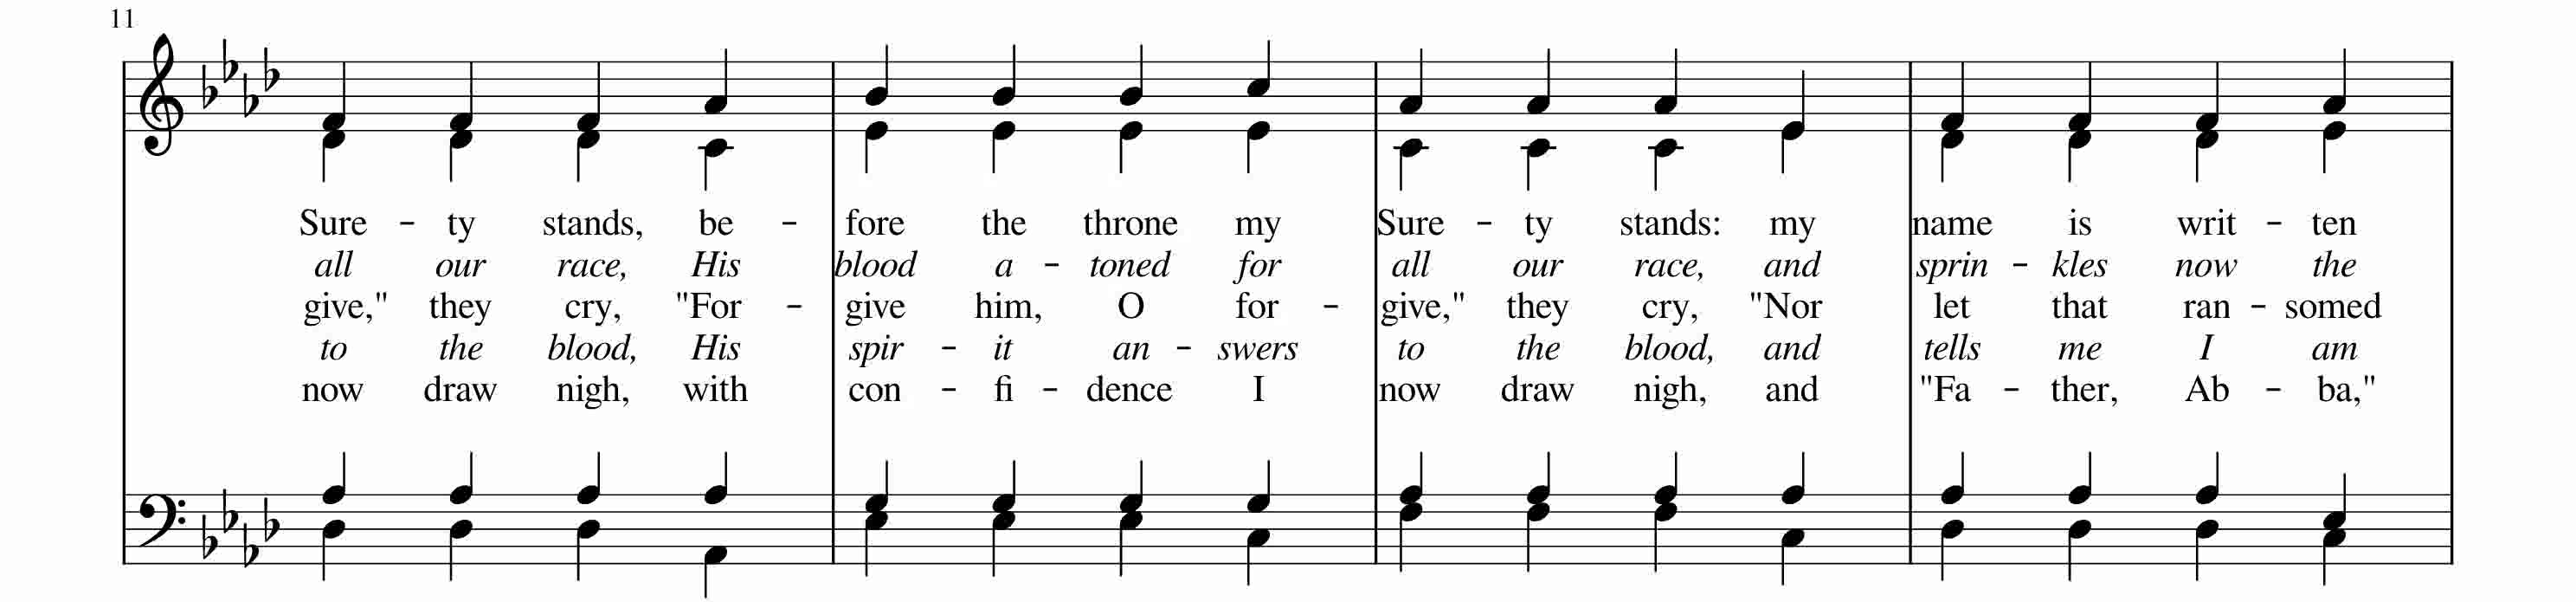 11
Sure - ty stands, be - fore the throne my Sure - ty stands: my name is writ - ten
all our race, His blood a - toned for all our race, and sprin - kles now the
give," they cry, "For - give him, O for - give," they cry, "Nor let that ran - somed
to the blood, His spir - it an - swers to the blood, and tells me I am
now draw nigh, with con - fi - dence I now draw nigh, and "Fa - ther, Ab - ba,"